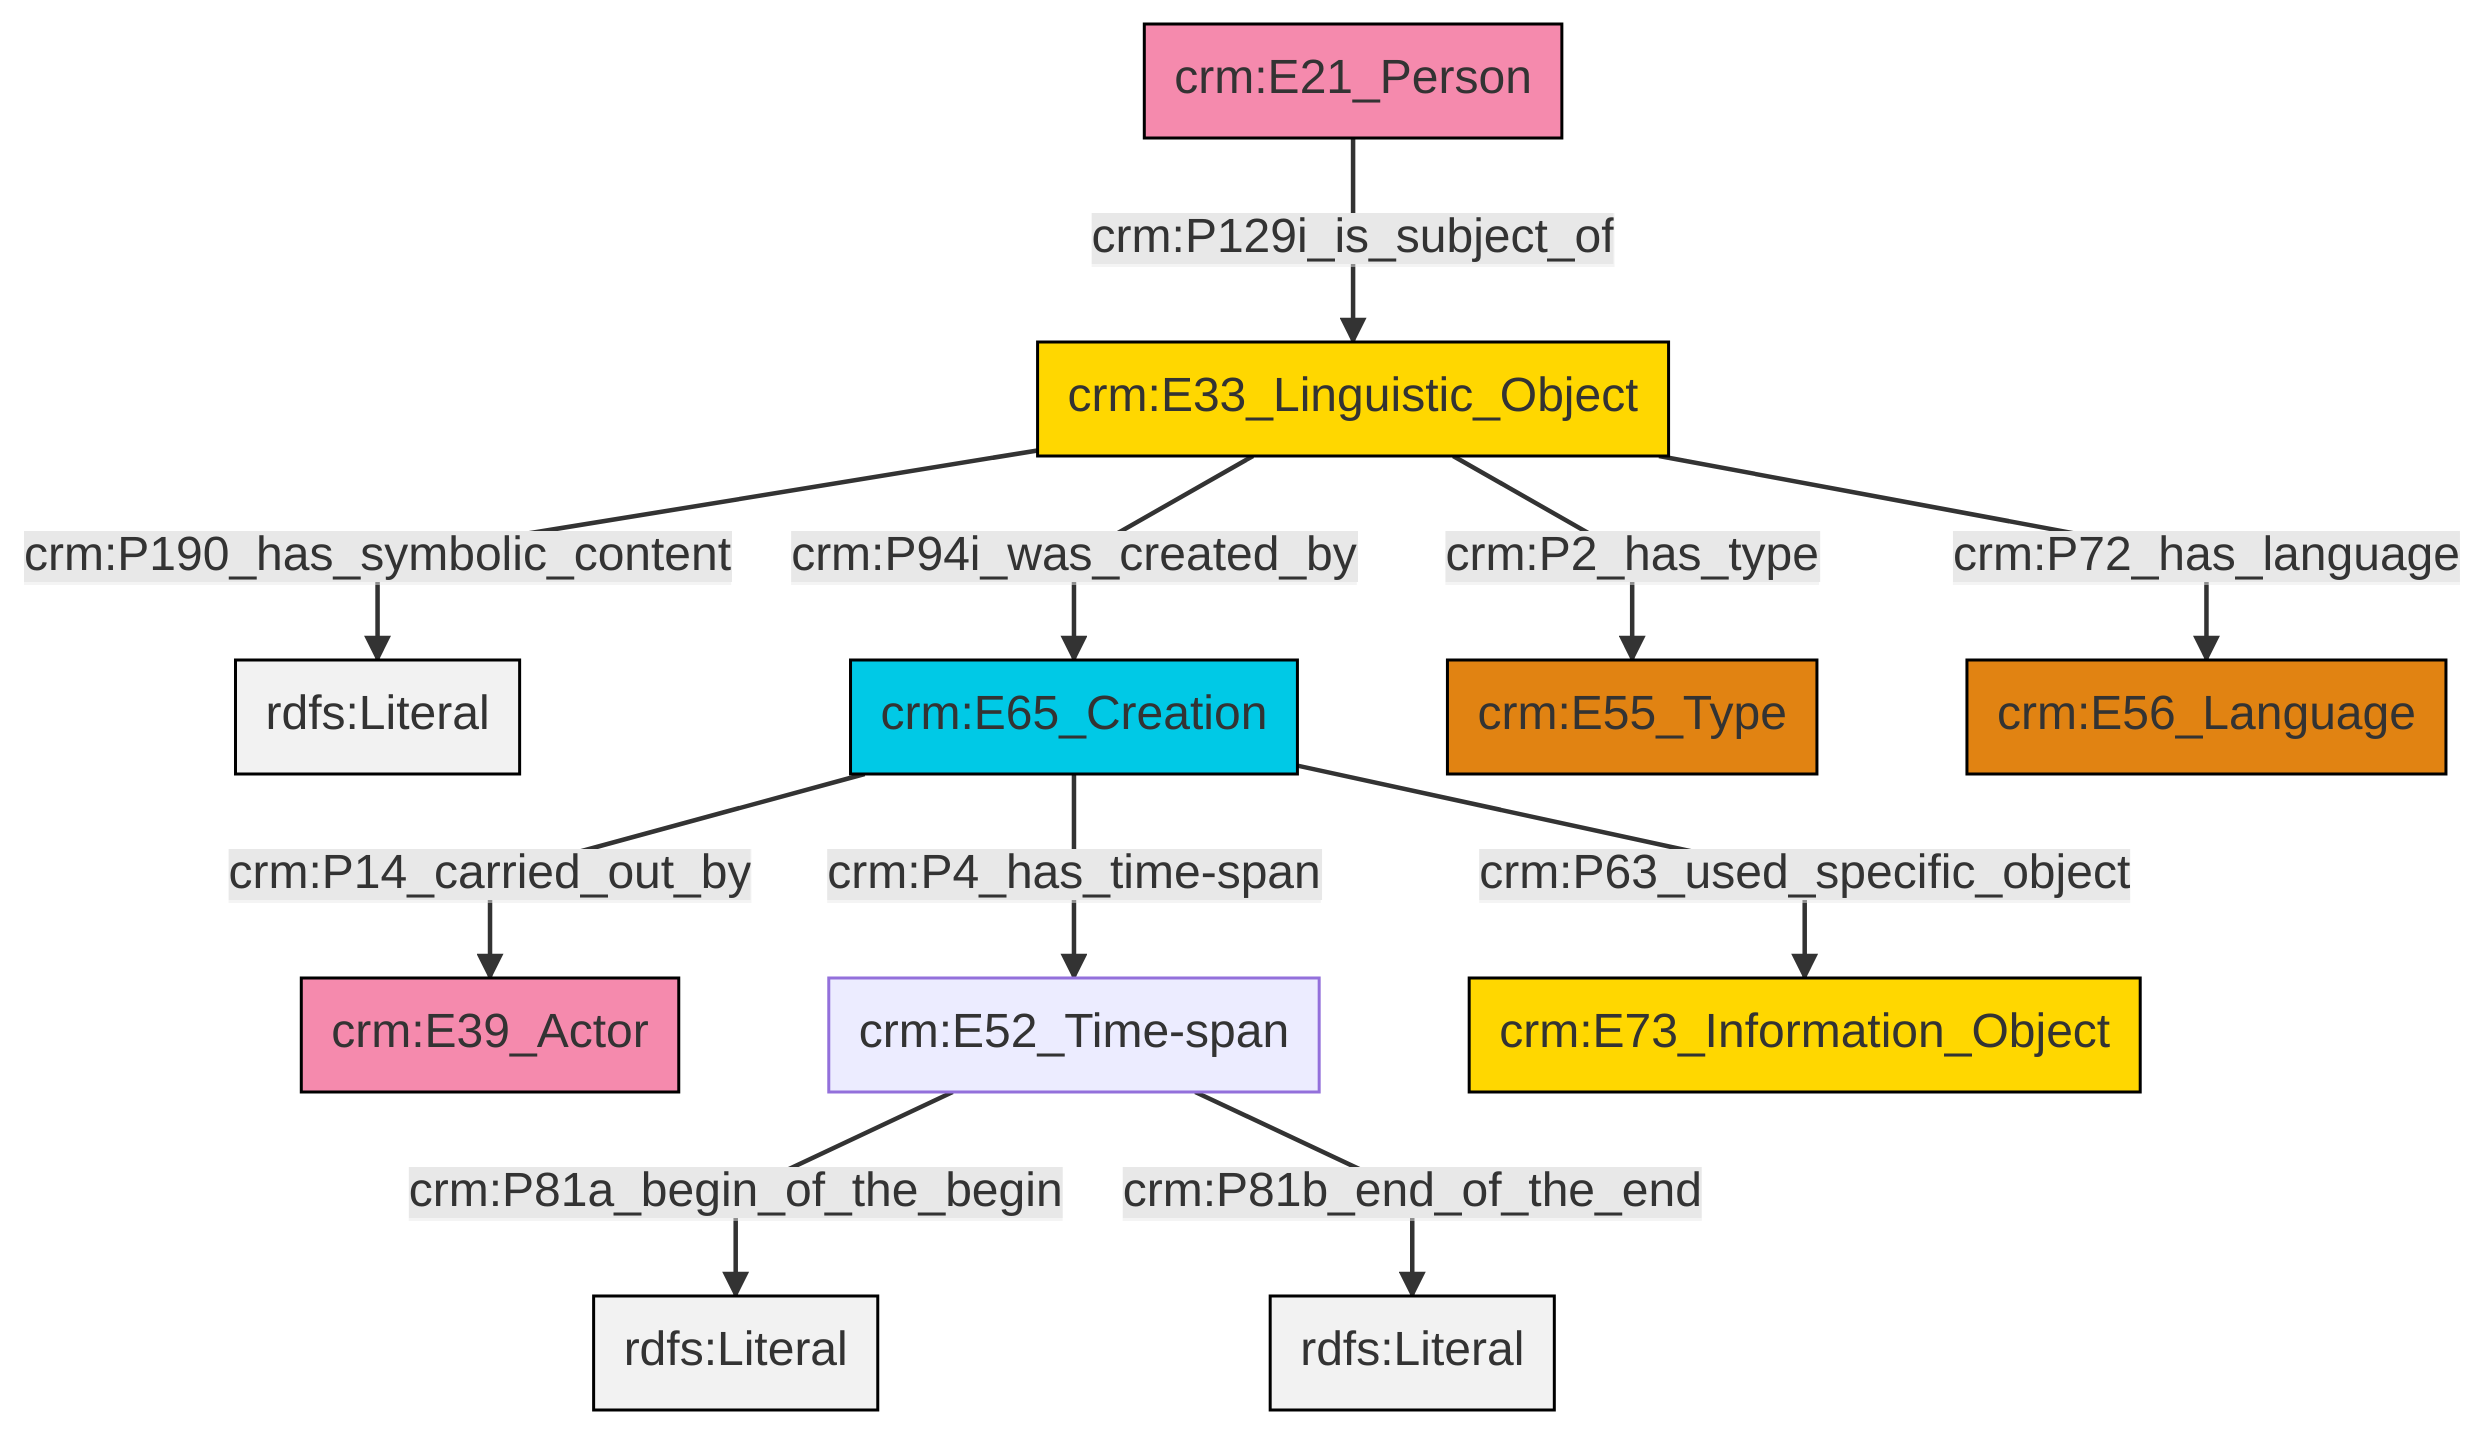 crm:E21_Person
crm:P129i_is_subject_of
crm:E33_Linguistic_Object
crm:P190_has_symbolic_content
crm:P94i_was_created_by
crm:P2_has_type
crm:P72_has_language
rdfs:Literal
crm:E65_Creation
crm:E55_Type
crm:E56_Language
crm:P14_carried_out_by
crm:P4_has_time-span
crm:P63_used_specific_object
crm:E39_Actor
crm:E52_Time-span
crm:E73_Information_Object
crm:P81a_begin_of_the_begin
crm:P81b_end_of_the_end
rdfs:Literal
rdfs:Literal